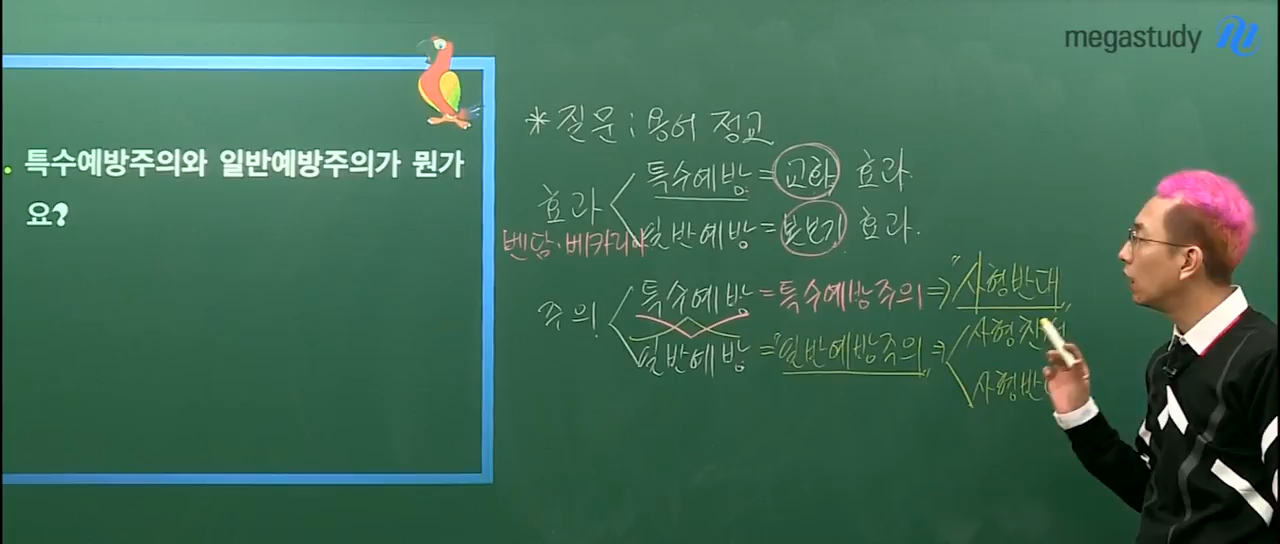 megastudy
특수예방주의와 일반예방주의가 뭔가
요?
* 질문 : 용어 정교
효과
특수예방 = 교화 효과.
일반예방 = 본보기 효과.
벤담·베카리아
주의
특수예방 = 특수예방주의 ⇒ "사형반대"
일반예방 = "일반예방주의" ⇒ 사형찬성
사형반대